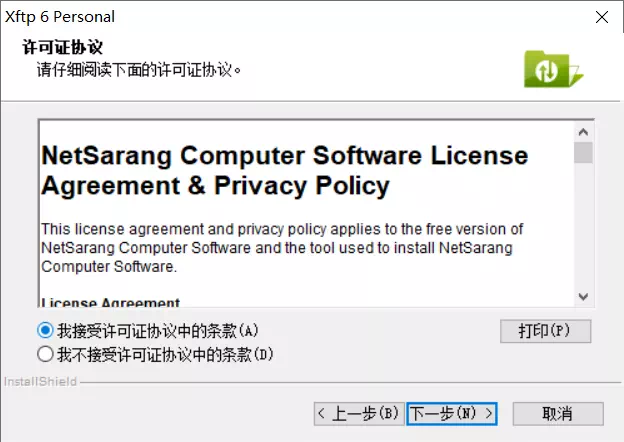 Xftp 6 Personal
许可证协议
请仔细阅读下面的许可证协议。
NetSarang Computer Software License
Agreement & Privacy Policy
This license agreement and privacy policy applies to the free version of
NetSarang Computer Software and the tool used to install NetSarang
Computer Software.
License Agreement
我接受许可证协议中的条款(A)
打印(P)
我不接受许可证协议中的条款(D)
InstallShield
< 上一步(B)
下一步(N) >
取消